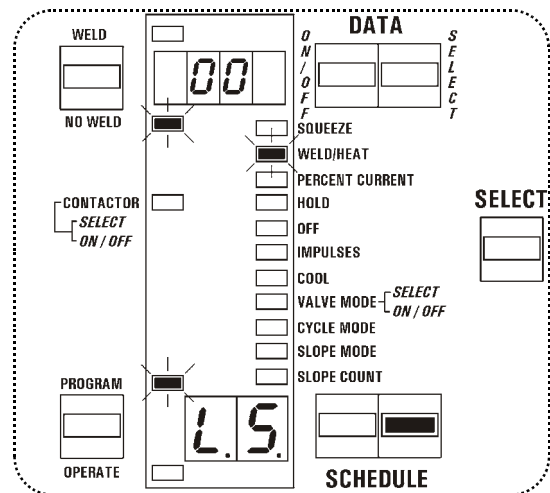 WELD
NO WELD
00
ON/OFF
DATA
SELECT
SQUEEZE
WELD/HEAT
PERCENT CURRENT
HOLD
OFF
IMPULSES
COOL
VALVE MODE
SELECT
ON / OFF
CYCLE MODE
SLOPE MODE
SLOPE COUNT
CONTACTOR
SELECT
ON / OFF
SELECT
PROGRAM
OPERATE
L.S.
SCHEDULE